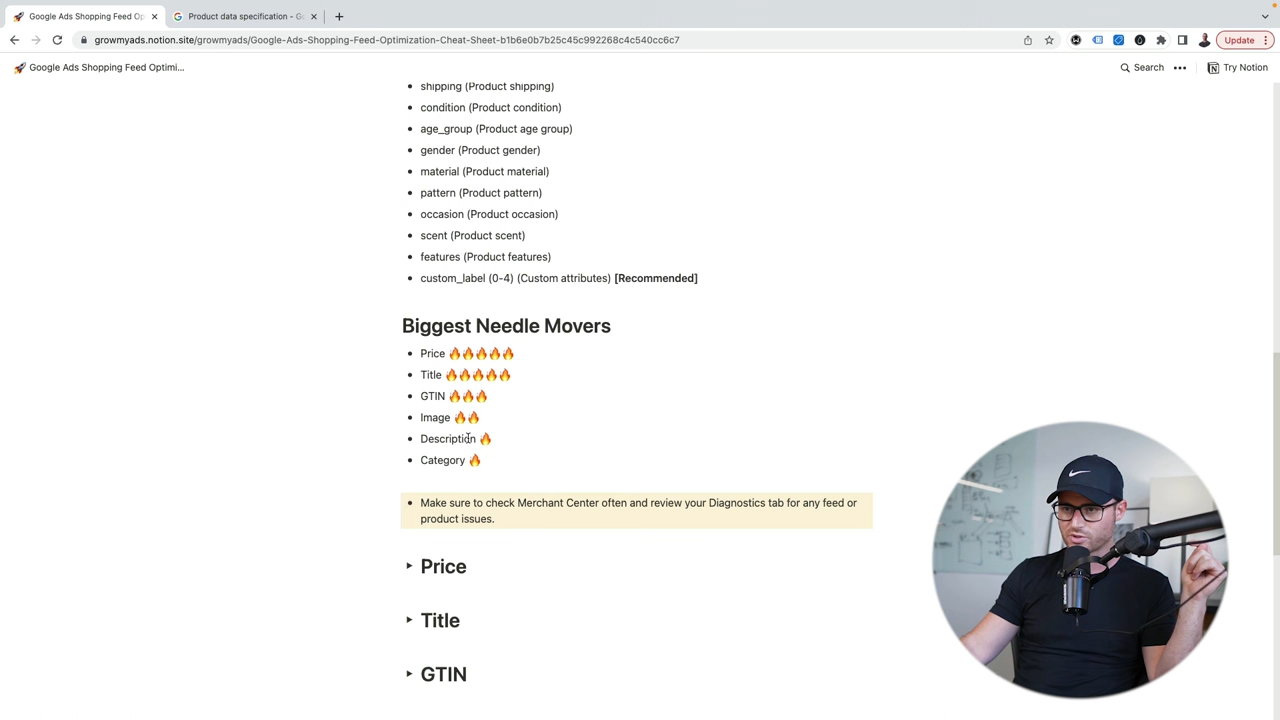 Google Ads Shopping Feed Op
Product data specification - Go
growmyads.notion.site/growmyads/Google-Ads-Shopping-Feed-Optimization-Cheat-Sheet-b1b6e0b7b25c45c992268c4c540cc6c7
Update
🚀 Google Ads Shopping Feed Optimi...
Search
Try Notion
• shipping (Product shipping)
• condition (Product condition)
• age_group (Product age group)
• gender (Product gender)
• material (Product material)
• pattern (Product pattern)
• occasion (Product occasion)
• scent (Product scent)
• features (Product features)
• custom_label (0-4) (Custom attributes) [Recommended]
Biggest Needle Movers
• Price 🔥🔥🔥🔥🔥
• Title 🔥🔥🔥🔥🔥
• GTIN 🔥🔥🔥
• Image 🔥🔥
• Description 🔥
• Category 🔥
• Make sure to check Merchant Center often and review your Diagnostics tab for any feed or
product issues.
Price
Title
GTIN